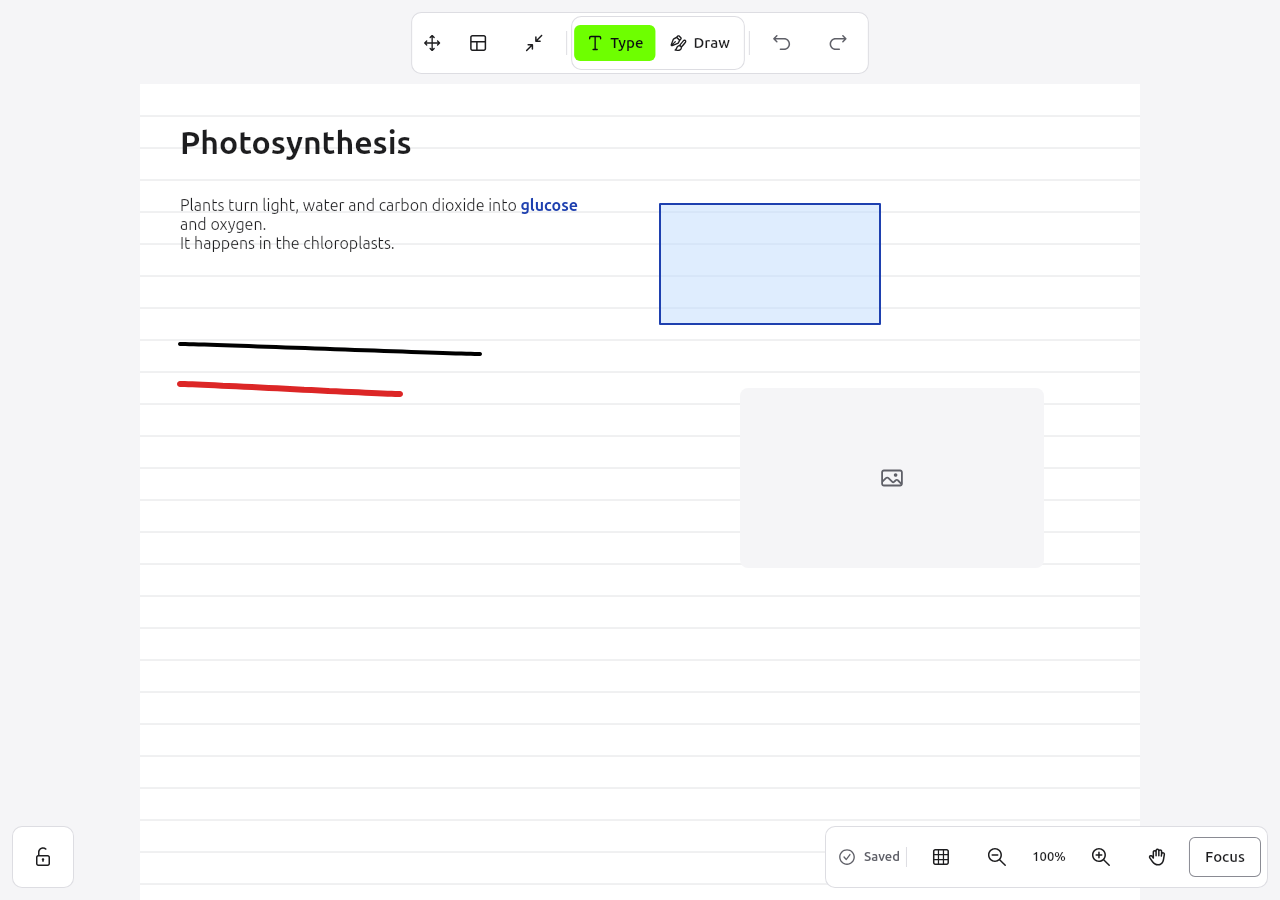 Type
Draw
Photosynthesis
Plants turn light, water and carbon dioxide into glucose
and oxygen.
It happens in the chloroplasts.
Saved
100%
Focus